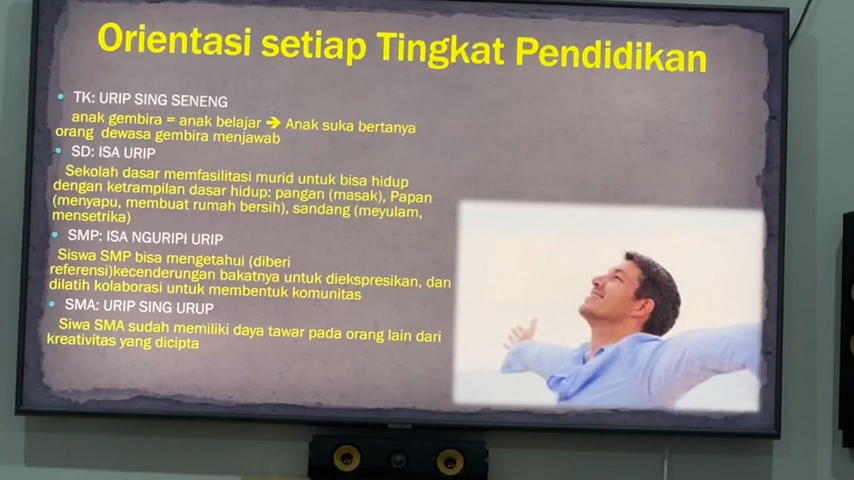 Orientasi setiap Tingkat Pendidikan
• TK: URIP SING SENENG
anak gembira = anak belajar ➔ Anak suka bertanya
orang dewasa gembira menjawab
• SD: ISA URIP
Sekolah dasar memfasilitasi murid untuk bisa hidup
dengan ketrampilan dasar hidup: pangan (masak), Papan
(menyapu, membuat rumah bersih), sandang (meyulam,
mensetrika)
• SMP: ISA NGURIPI URIP
Siswa SMP bisa mengetahui (diberi
referensi)kecenderungan bakatnya untuk diekspresikan, dan
dilatih kolaborasi untuk membentuk komunitas
• SMA: URIP SING URUP
Siwa SMA sudah memiliki daya tawar pada orang lain dari
kreativitas yang dicipta